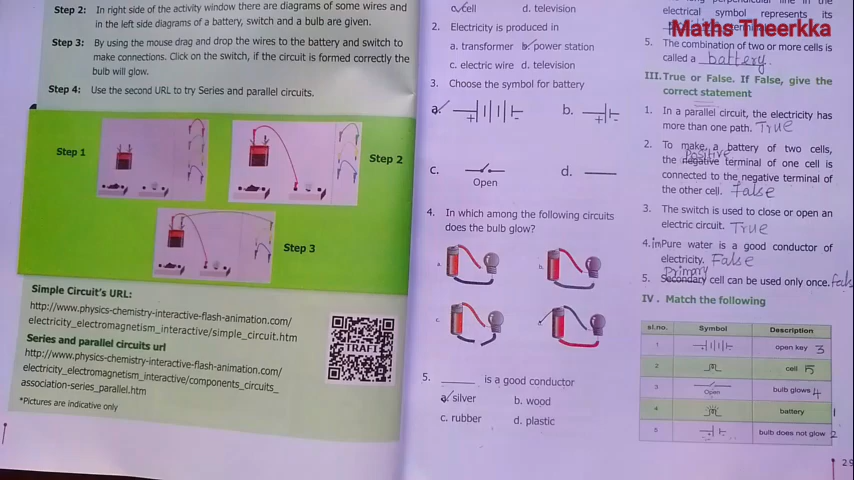 Step 2: In right side of the activity window there are diagrams of some wires and
in the left side diagrams of a battery, switch and a bulb are given.
Step 3: By using the mouse drag and drop the wires to the battery and switch to
make connections. Click on the switch, if the circuit is formed correctly the
bulb will glow.
Step 4: Use the second URL to try Series and parallel circuits.
Step 1
Step 2
Step 3
Simple Circuit's URL:
http://www.physics-chemistry-interactive-flash-animation.com/
electricity_electromagnetism_interactive/simple_circuit.htm
Series and parallel circuits url
http://www.physics-chemistry-interactive-flash-animation.com/
electricity_electromagnetism_interactive/components_circuits_
association-series_parallel.htm
*Pictures are indicative only
a. cell d. television
2. Electricity is produced in
a. transformer b. power station
c. electric wire d. television
3. Choose the symbol for battery
a. b.
c. d.
Open
4. In which among the following circuits
does the bulb glow?
a. b.
c.
5. ______ is a good conductor
a. silver b. wood
c. rubber d. plastic
perpendicular line in the
electrical symbol represents its
Maths Theerkka
5. The combination of two or more cells is
called a battery.
III. True or False. If False, give the
correct statement
1. In a parallel circuit, the electricity has
more than one path. True
2. To make a battery of two cells,
positive
the negative terminal of one cell is
connected to the negative terminal of
the other cell. False
3. The switch is used to close or open an
electric circuit. True
4. im Pure water is a good conductor of
electricity. False
Primary
5. Secondary cell can be used only once. Fals
IV. Match the following
sl.no. Symbol Description
1 open key 3
2 cell 5
3 Open bulb glows 4
4 battery 1
5 bulb does not glow 2
29